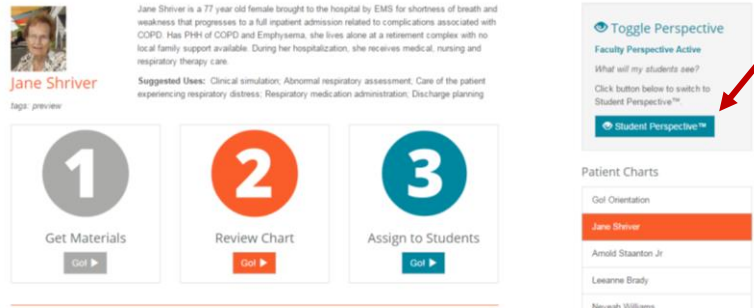 Jane Shriver is a 77 year old female brought to the hospital by EMS for shortness of breath and
weakness that progresses to a full inpatient admission related to complications associated with
COPD. Has PHH of COPD and Emphysema, she lives alone at a retirement complex with no
local family support available. During her hospitalization, she receives medical, nursing and
respiratory therapy care.
Jane Shriver
Suggested Uses: Clinical simulation; Abnormal respiratory assessment; Care of the patient
experiencing respiratory distress; Respiratory medication administration; Discharge planning
tags: preview
1
Get Materials
Go!
2
Review Chart
Go!
3
Assign to Students
Go!
Toggle Perspective
Faculty Perspective Active
What will my students see?
Click button below to switch to
Student Perspective™.
Student Perspective™
Patient Charts
Go! Orientation
Jane Shriver
Arnold Staanton Jr
Leeanne Brady
Neveah Williams